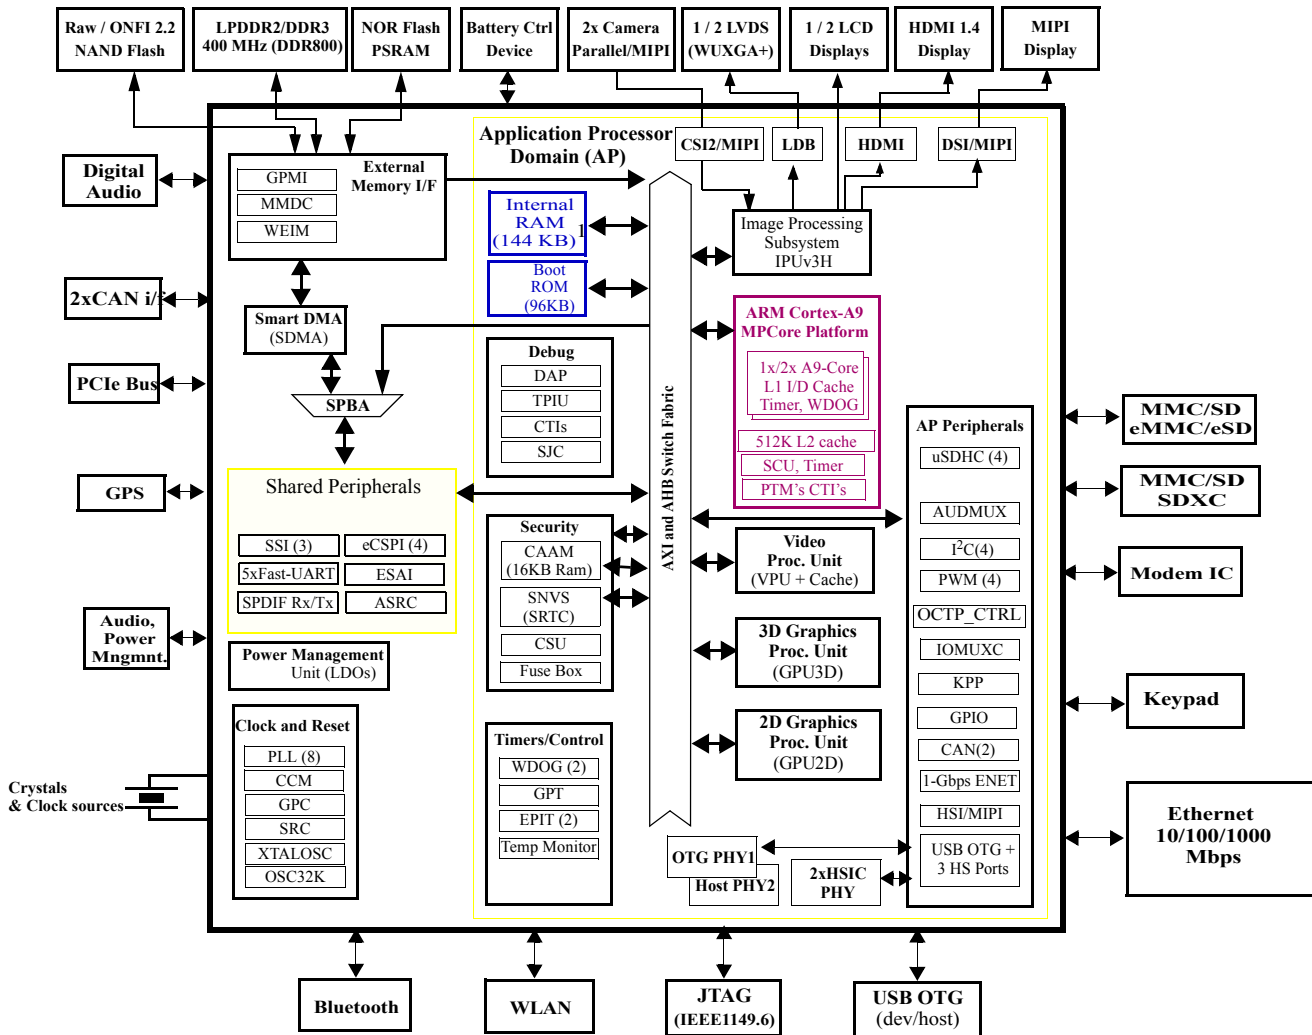 Raw / ONFI 2.2
NAND Flash
LPDDR2/DDR3
400 MHz (DDR800)
NOR Flash
PSRAM
Battery Ctrl
Device
2x Camera
Parallel/MIPI
1 / 2 LVDS
(WUXGA+)
1 / 2 LCD
Displays
HDMI 1.4
Display
MIPI
Display
Digital
Audio
2xCAN i/f
PCIe Bus
GPS
Audio,
Power
Mngmnt.
Crystals
& Clock sources
External
Memory I/F
GPMI
MMDC
WEIM
Smart DMA
(SDMA)
SPBA
Shared Peripherals
SSI (3)
eCSPI (4)
5xFast-UART
ESAI
SPDIF Rx/Tx
ASRC
Power Management
Unit (LDOs)
Clock and Reset
PLL (8)
CCM
GPC
SRC
XTALOSC
OSC32K
Application Processor
Domain (AP)
Internal
RAM
(144 KB) 1
Boot
ROM
(96KB)
Debug
DAP
TPIU
CTIs
SJC
Security
CAAM
(16KB Ram)
SNVS
(SRTC)
CSU
Fuse Box
Timers/Control
WDOG (2)
GPT
EPIT (2)
Temp Monitor
AXI and AHB Switch Fabric
CSI2/MIPI
LDB
HDMI
DSI/MIPI
Image Processing
Subsystem
IPUv3H
ARM Cortex-A9
MPCore Platform
1x/2x A9-Core
L1 I/D Cache
Timer, WDOG
512K L2 cache
SCU, Timer
PTM's CTI's
Video
Proc. Unit
(VPU + Cache)
3D Graphics
Proc. Unit
(GPU3D)
2D Graphics
Proc. Unit
(GPU2D)
OTG PHY1
Host PHY2
2xHSIC
PHY
AP Peripherals
uSDHC (4)
AUDMUX
I2C(4)
PWM (4)
OCTP_CTRL
IOMUXC
KPP
GPIO
CAN(2)
1-Gbps ENET
HSI/MIPI
USB OTG +
3 HS Ports
MMC/SD
eMMC/eSD
MMC/SD
SDXC
Modem IC
Keypad
Ethernet
10/100/1000
Mbps
Bluetooth
WLAN
JTAG
(IEEE1149.6)
USB OTG
(dev/host)